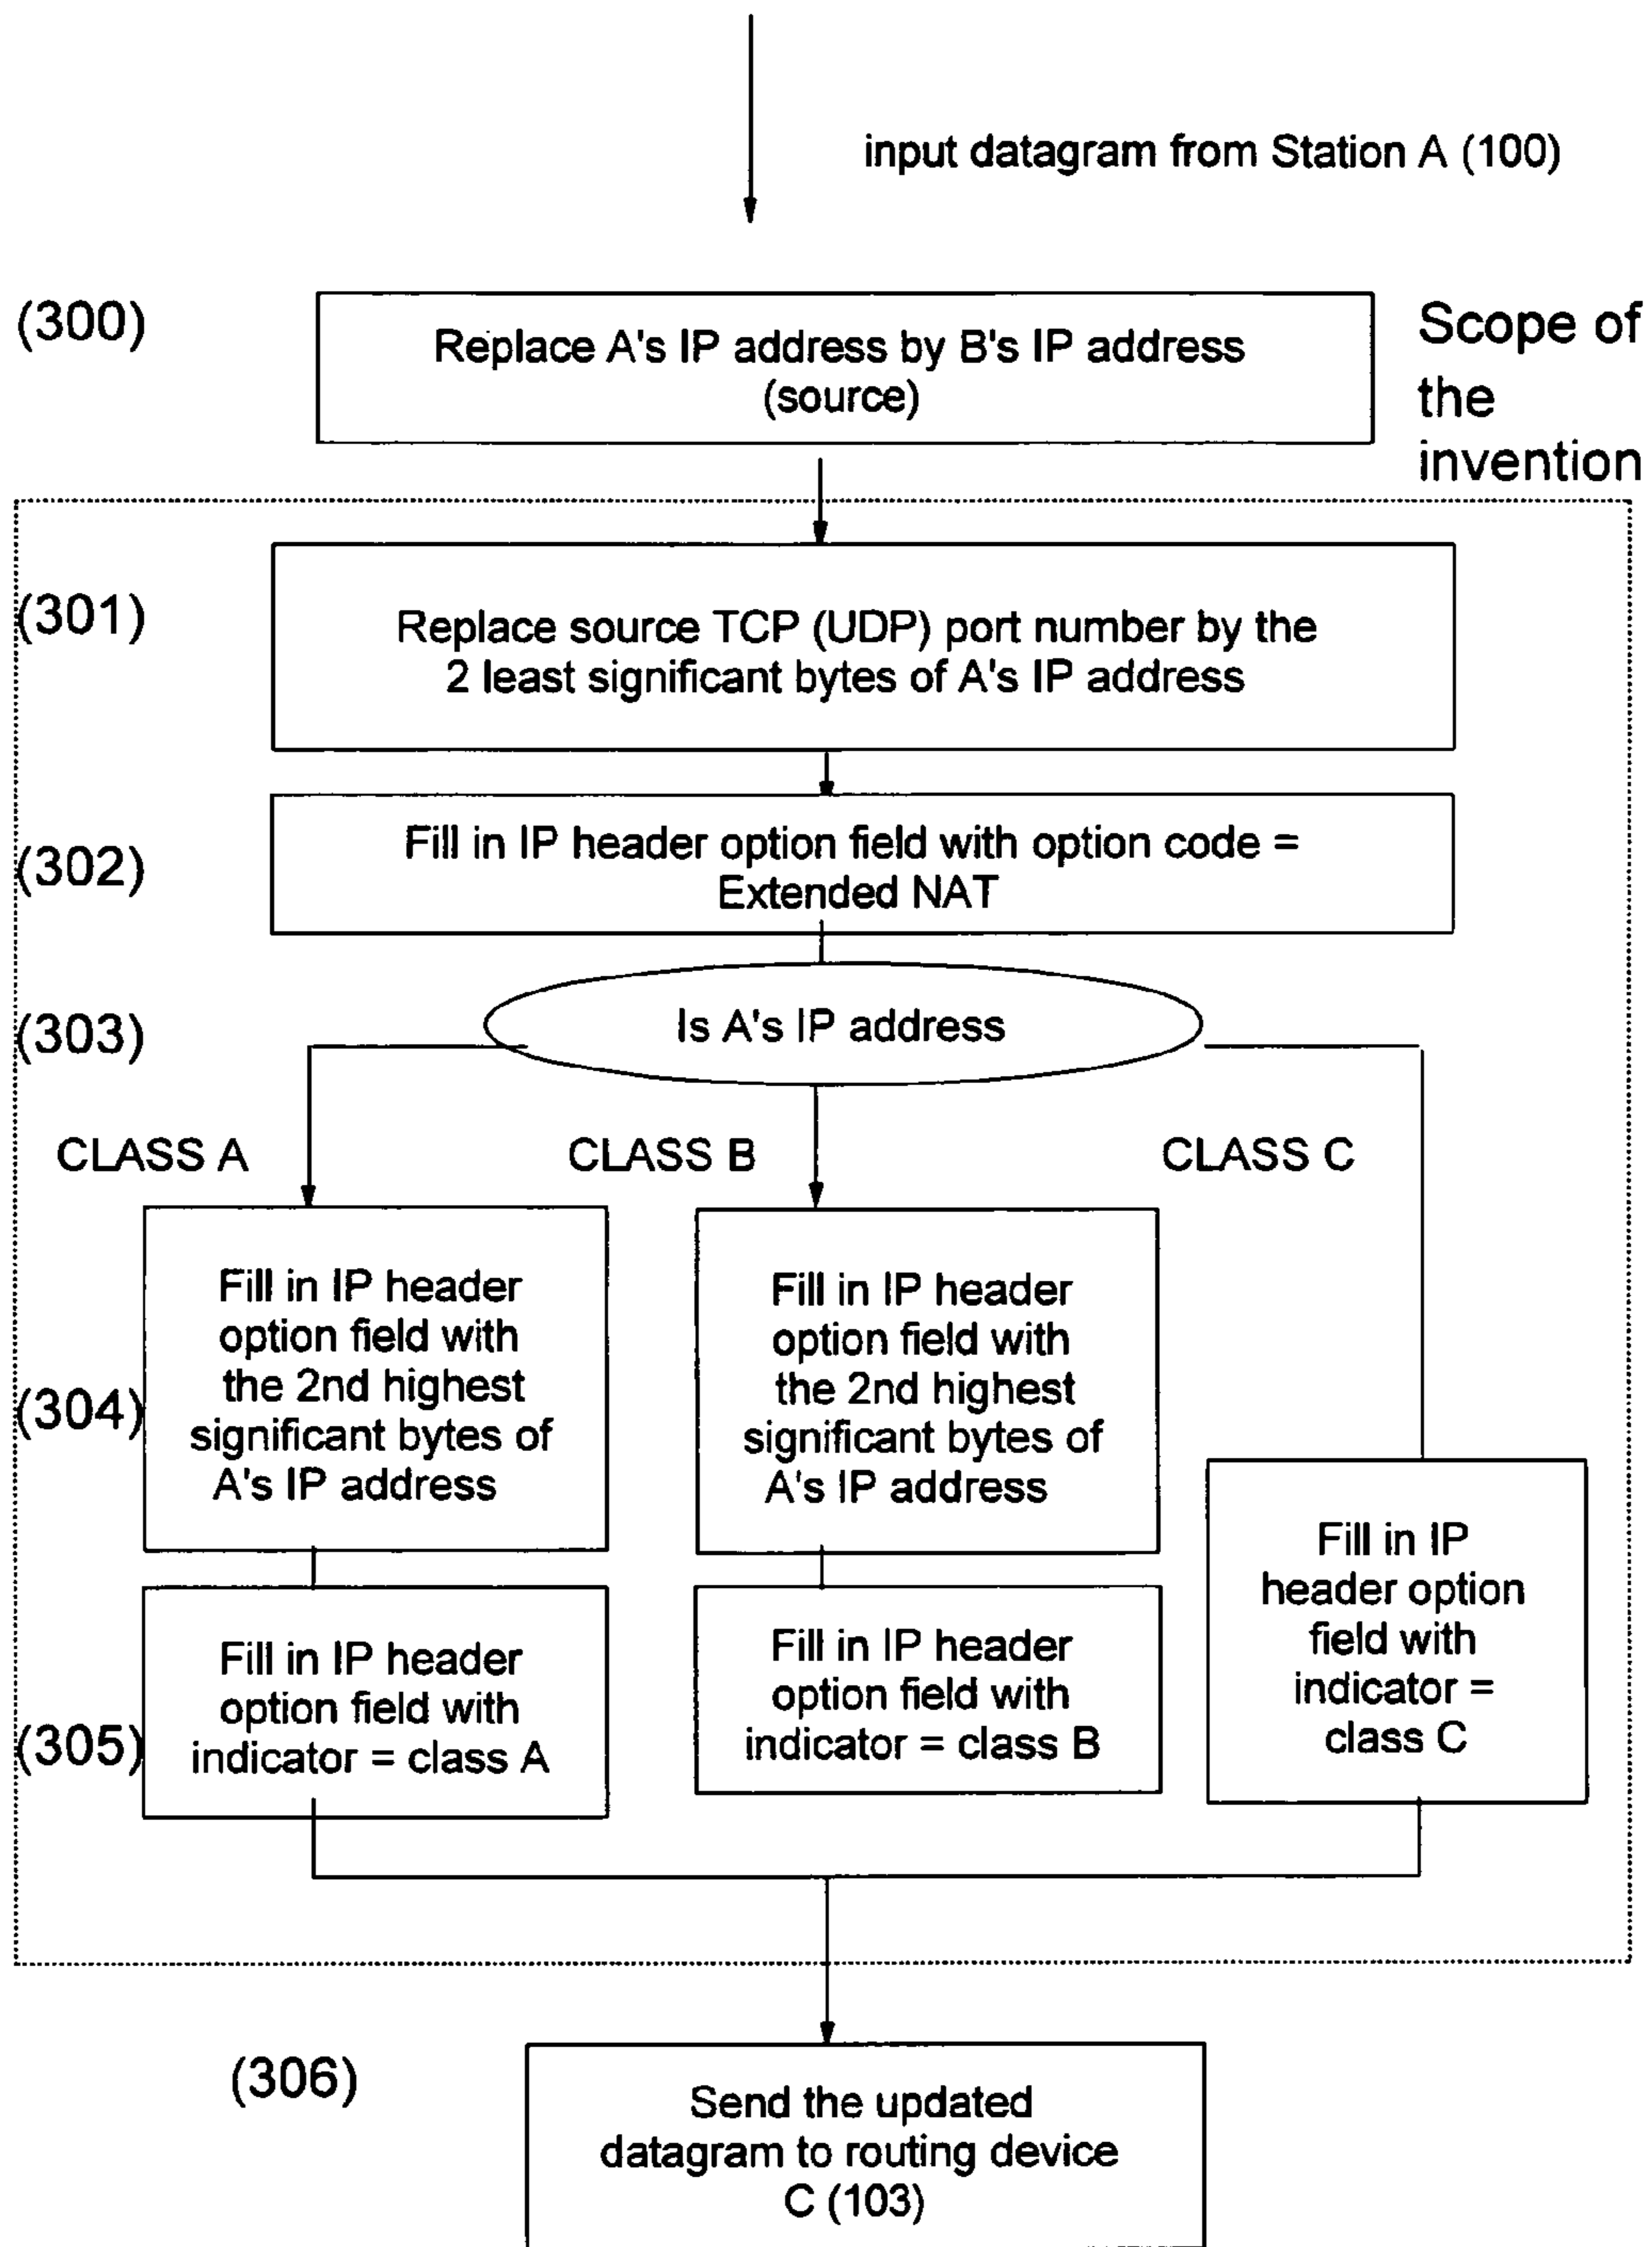 input datagram from Station A (100)
(300)
Replace A's IP address by B's IP address
(source)
Scope of
the
invention
(301)
Replace source TCP (UDP) port number by the
2 least significant bytes of A's IP address
(302)
Fill in IP header option field with option code =
Extended NAT
(303)
Is A's IP address
CLASS A
CLASS B
CLASS C
(304)
Fill in IP header
option field with
the 2nd highest
significant bytes of
A's IP address
Fill in IP header
option field with
the 2nd highest
significant bytes of
A's IP address
Fill in IP
header option
field with
indicator =
class C
(305)
Fill in IP header
option field with
indicator = class A
Fill in IP header
option field with
indicator = class B
(306)
Send the updated
datagram to routing device
C (103)